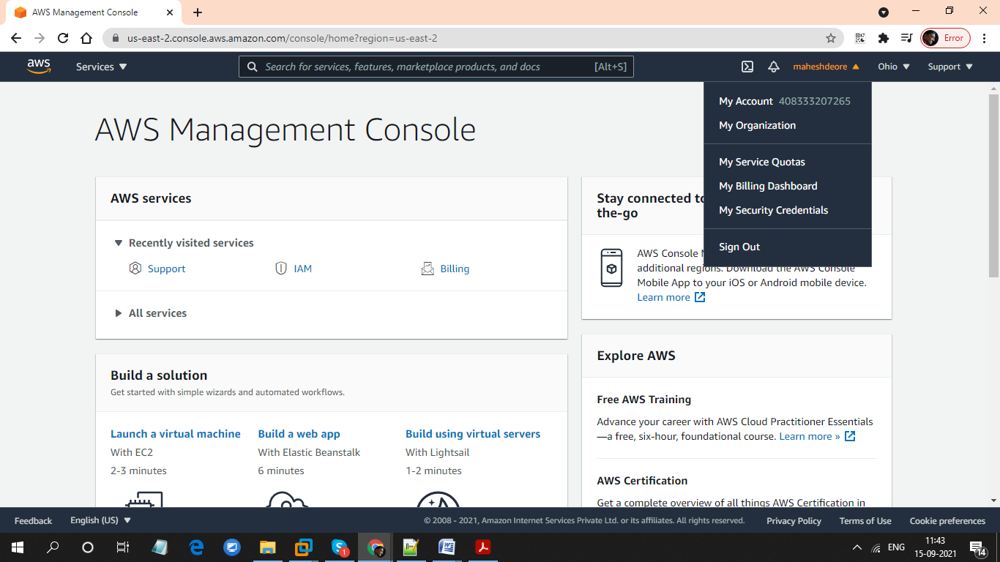 AWS Management Console
us-east-2.console.aws.amazon.com/console/home?region=us-east-2
Error
aws
Services
Search for services, features, marketplace products, and docs [Alt+S]
maheshdeore
Ohio
Support
My Account 408333207265
My Organization
My Service Quotas
My Billing Dashboard
My Security Credentials
Sign Out
AWS Management Console
AWS services
Recently visited services
Support
IAM
Billing
All services
Build a solution
Get started with simple wizards and automated workflows.
Launch a virtual machine
With EC2
2-3 minutes
Build a web app
With Elastic Beanstalk
6 minutes
Build using virtual servers
With Lightsail
1-2 minutes
Stay connected to
the-go
AWS Console
additional regions. Download the AWS Console
Mobile App to your iOS or Android mobile device.
Learn more
Explore AWS
Free AWS Training
Advance your career with AWS Cloud Practitioner Essentials
—a free, six-hour, foundational course. Learn more »
AWS Certification
Get a complete overview of all things AWS Certification in
Feedback
English (US)
© 2008 - 2021, Amazon Internet Services Private Ltd. or its affiliates. All rights reserved.
Privacy Policy
Terms of Use
Cookie preferences
1
ENG
11:43
15-09-2021
14